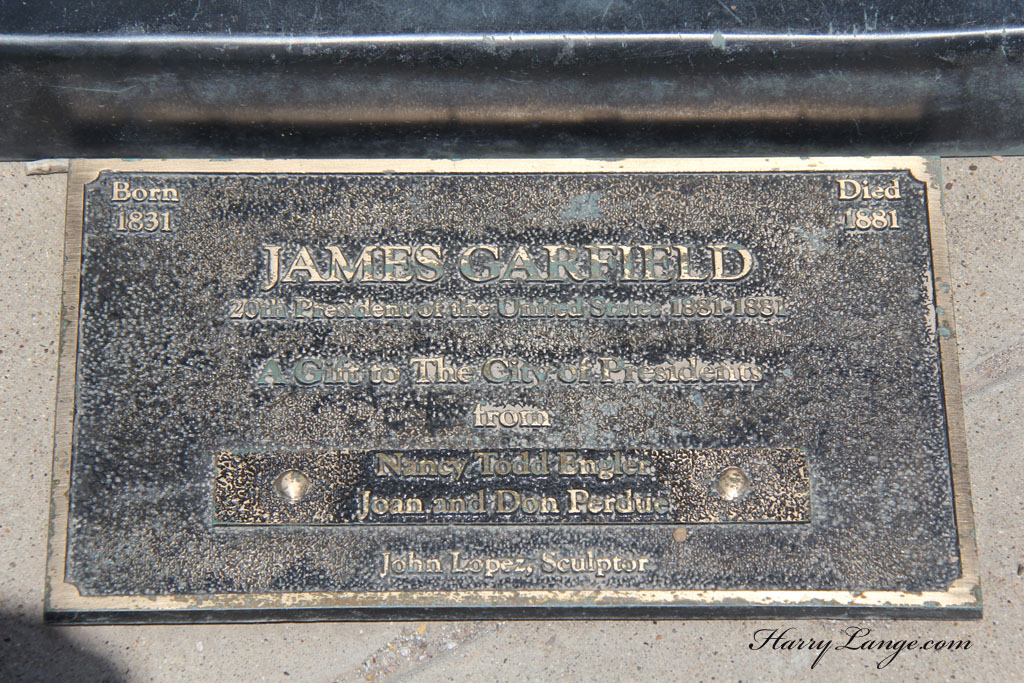 Born
1831
Died
1881
JAMES GARFIELD
20th President of the United States 1881-1881
A Gift to The City of Presidents
from
Nancy Todd Engler
Joan and Don Perdue
John Lopez, Sculptor
HarryLange.com